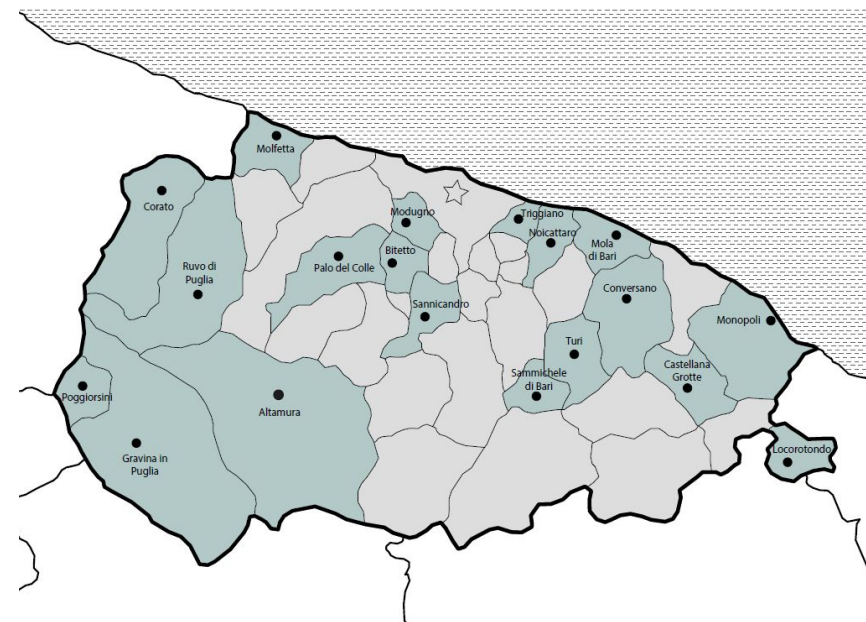 Molfetta
Corato
Modugno
Triggiano
Noicattaro
Mola
di Bari
Bitetto
Ruvo di
Puglia
Palo del Colle
Conversano
Sannicandro
Monopoli
Turi
Castellana
Grotte
Sammichele
di Bari
Poggiorsini
Altamura
Gravina in
Puglia
Locorotondo